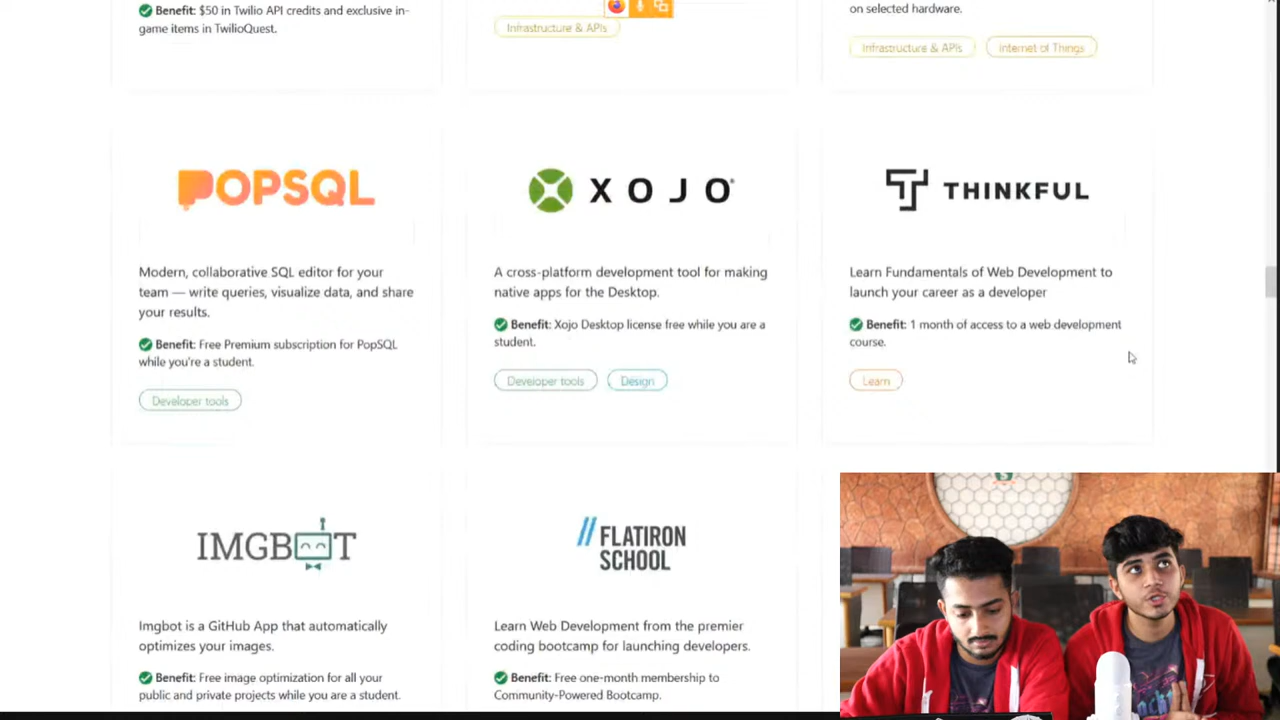 Benefit: $50 in Twilio API credits and exclusive in-
game items in TwilioQuest.
Infrastructure & APIs
on selected hardware.
Infrastructure & APIs
Internet of Things
POPSQL
Modern, collaborative SQL editor for your
team — write queries, visualize data, and share
your results.
Benefit: Free Premium subscription for PopSQL
while you're a student.
Developer tools
XOJO
A cross-platform development tool for making
native apps for the Desktop.
Benefit: Xojo Desktop license free while you are a
student.
Developer tools
Design
THINKFUL
Learn Fundamentals of Web Development to
launch your career as a developer
Benefit: 1 month of access to a web development
course.
Learn
IMGBOT
Imgbot is a GitHub App that automatically
optimizes your images.
Benefit: Free image optimization for all your
public and private projects while you are a student.
// FLATIRON
SCHOOL
Learn Web Development from the premier
coding bootcamp for launching developers.
Benefit: Free one-month membership to
Community-Powered Bootcamp.